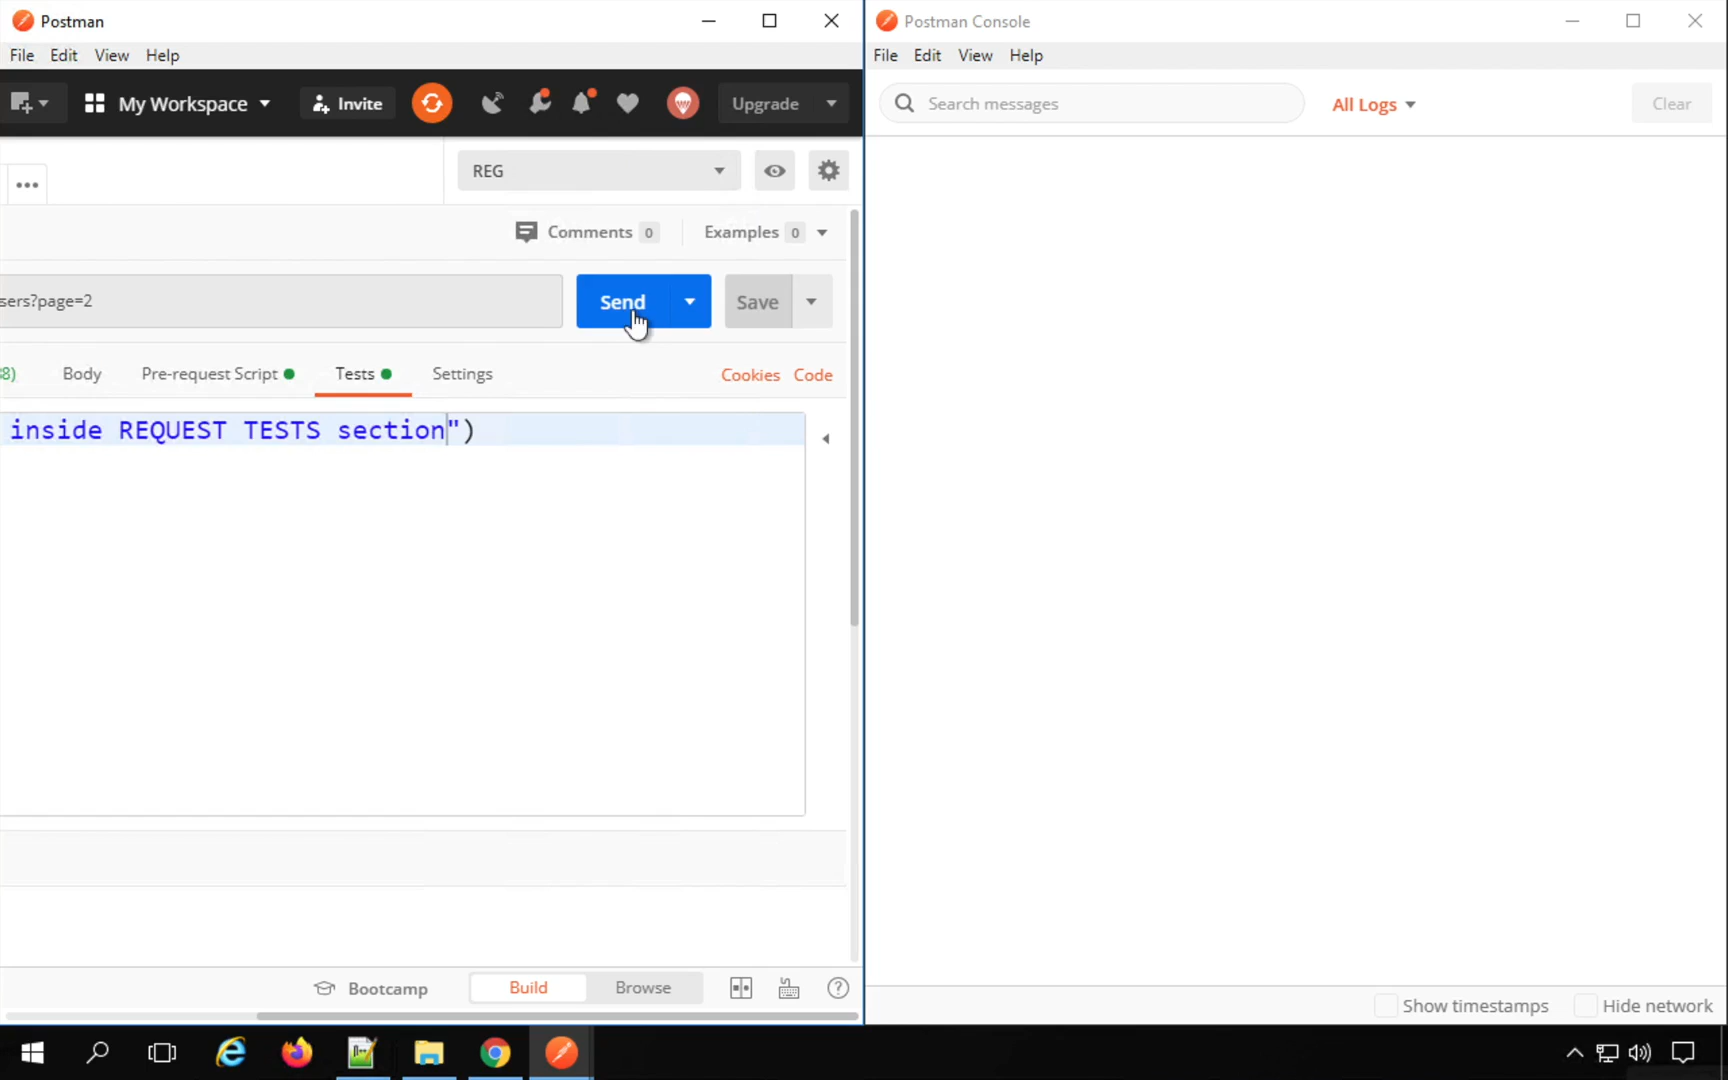 Postman
File Edit View Help
My Workspace Invite Upgrade
REG
Comments 0 Examples 0
sers?page=2 Send Save
8) Body Pre-request Script Tests Settings Cookies Code
inside REQUEST TESTS section")
Bootcamp Build Browse
Postman Console
File Edit View Help
Search messages All Logs Clear
Show timestamps Hide network